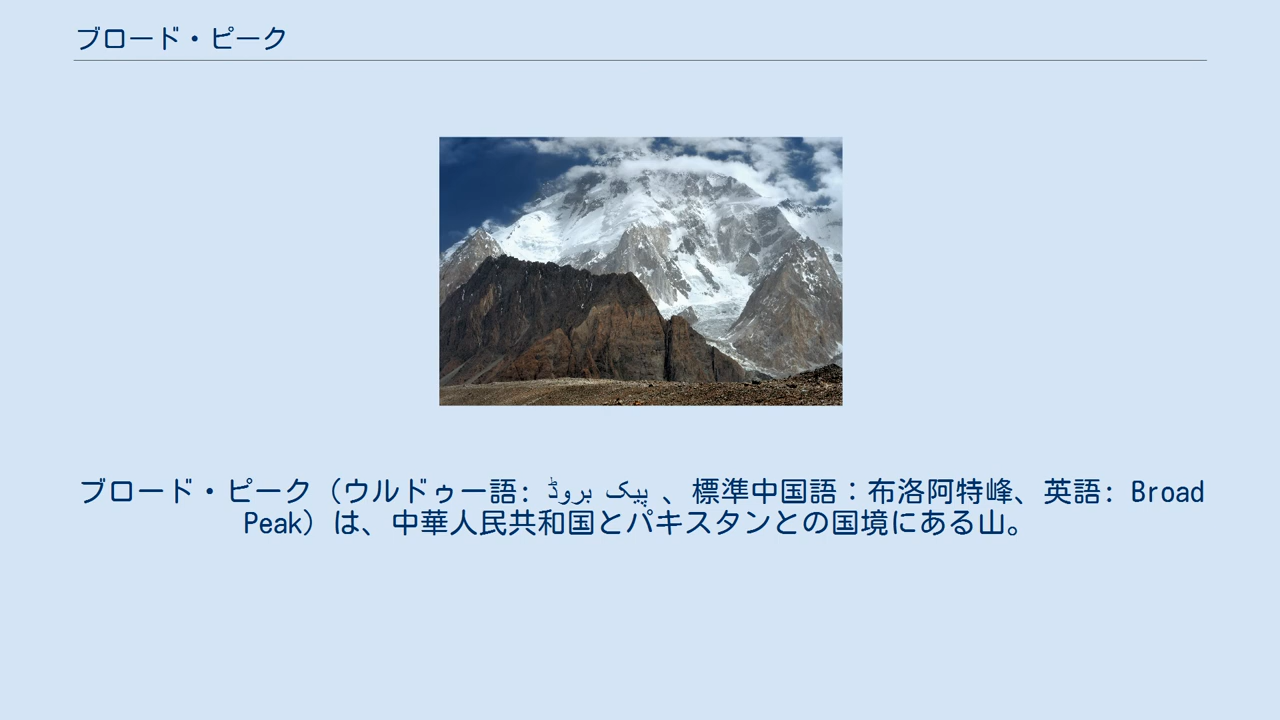 ブロード・ピーク
ブロード・ピーク（ウルドゥー語: بروڈ پیک 、標準中国語：布洛阿特峰、英語: Broad
Peak）は、中華人民共和国とパキスタンとの国境にある山。